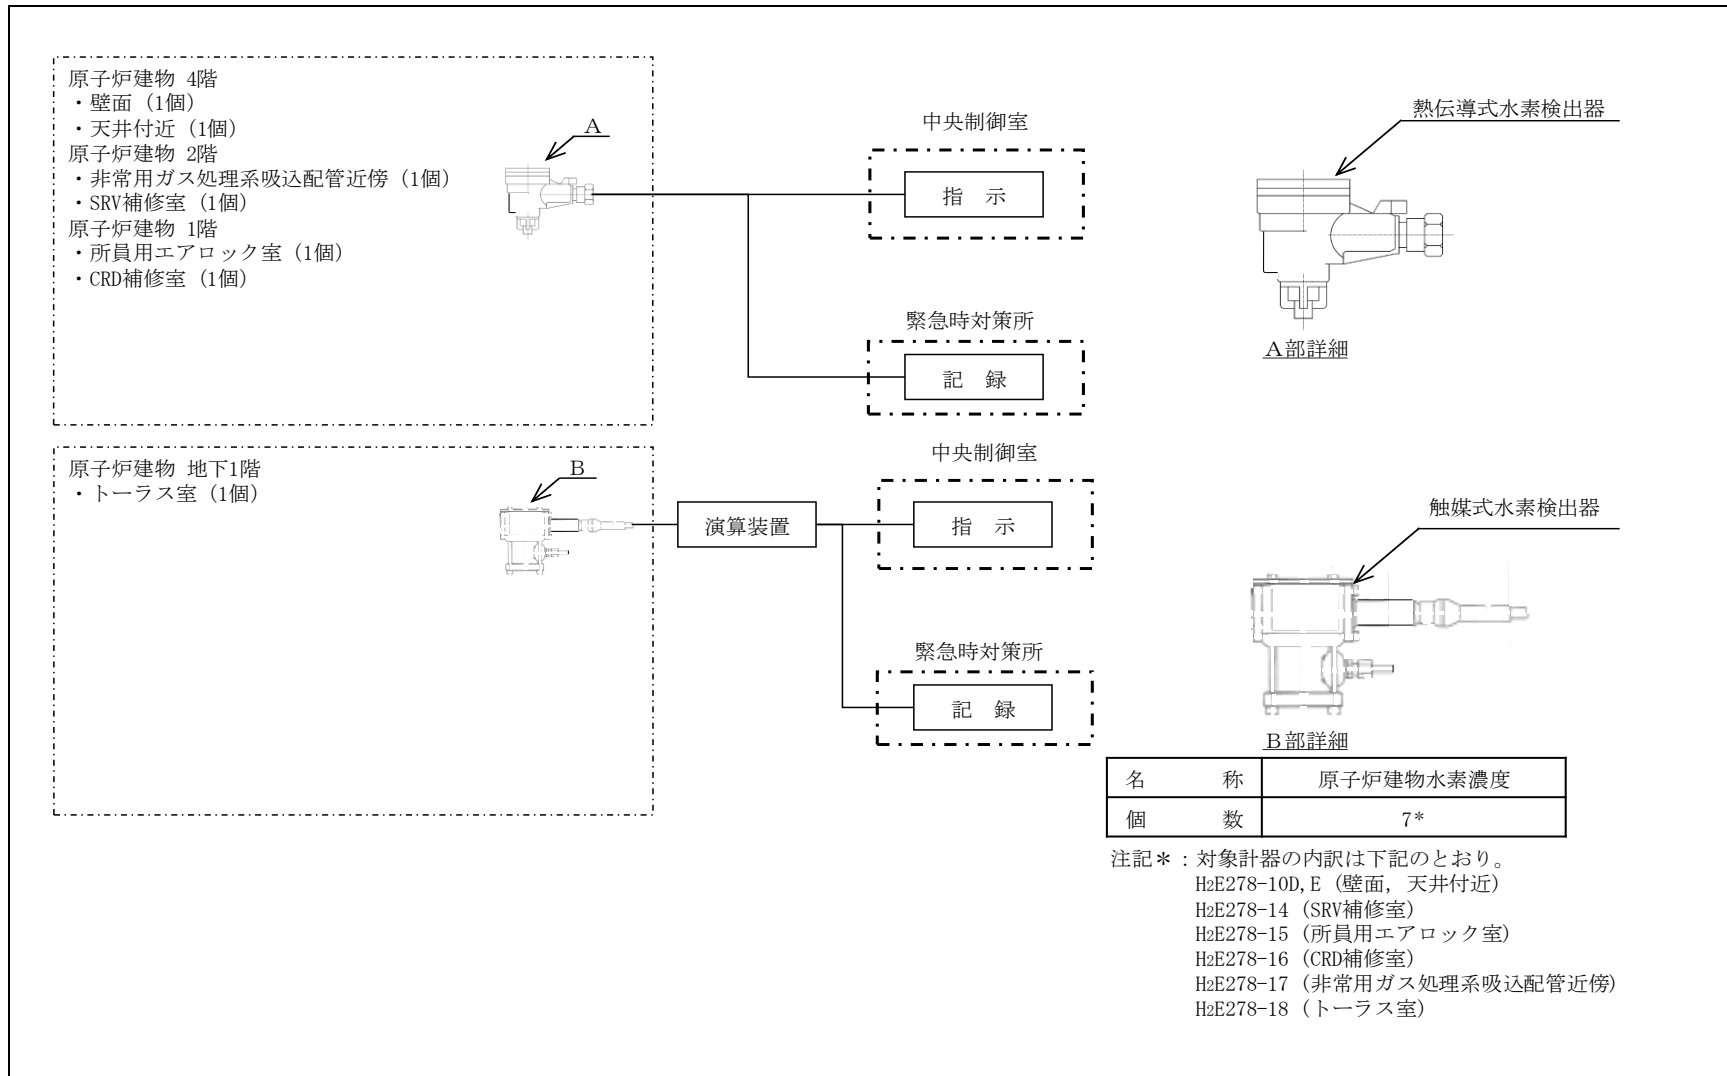 原子炉建物 4階
・壁面 (1個)
・天井付近 (1個)
原子炉建物 2階
・非常用ガス処理系吸込配管近傍 (1個)
・SRV補修室 (1個)
原子炉建物 1階
・所員用エアロック室 (1個)
・CRD補修室 (1個)
A
中央制御室
指 示
緊急時対策所
記 録
熱伝導式水素検出器
A部詳細
原子炉建物 地下1階
・トーラス室 (1個)
B
演算装置
中央制御室
指 示
緊急時対策所
記 録
触媒式水素検出器
B部詳細
名 称 原子炉建物水素濃度
個 数 7*
注記＊：対象計器の内訳は下記のとおり。
H2E278-10D,E (壁面，天井付近)
H2E278-14 (SRV補修室)
H2E278-15 (所員用エアロック室)
H2E278-16 (CRD補修室)
H2E278-17 (非常用ガス処理系吸込配管近傍)
H2E278-18 (トーラス室)